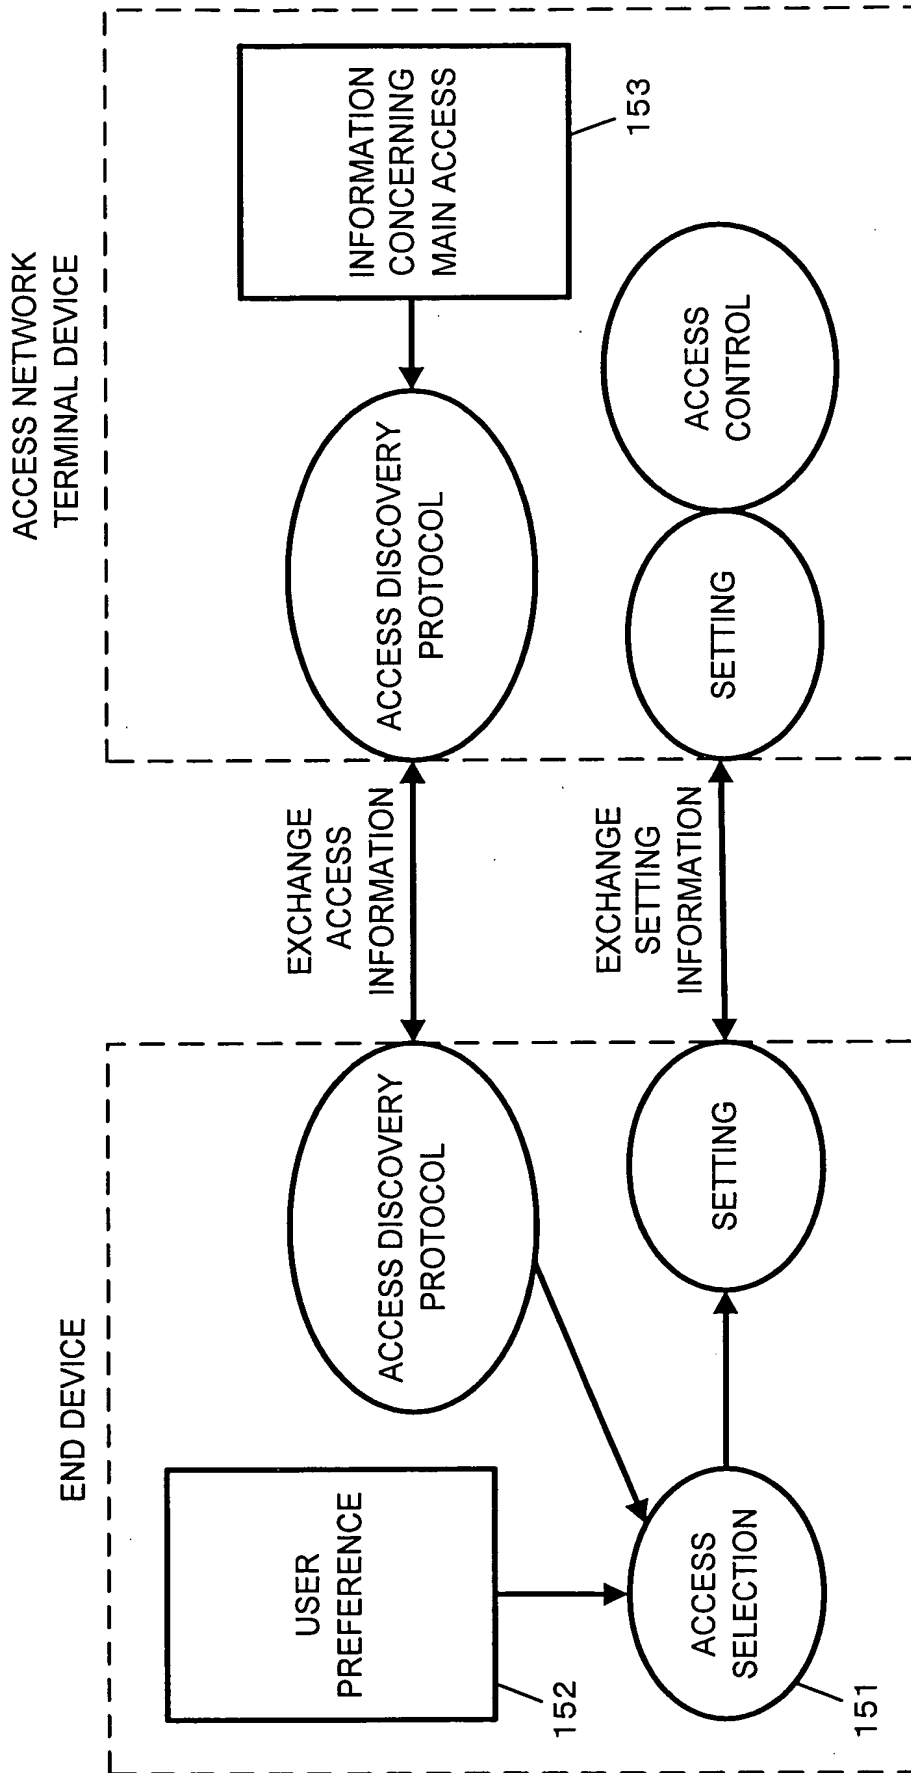 END DEVICE
USER
PREFERENCE
152
ACCESS DISCOVERY
PROTOCOL
ACCESS
SELECTION
151
SETTING
EXCHANGE
ACCESS
INFORMATION
EXCHANGE
SETTING
INFORMATION
ACCESS NETWORK
TERMINAL DEVICE
ACCESS DISCOVERY
PROTOCOL
INFORMATION
CONCERNING
MAIN ACCESS
153
SETTING
ACCESS
CONTROL